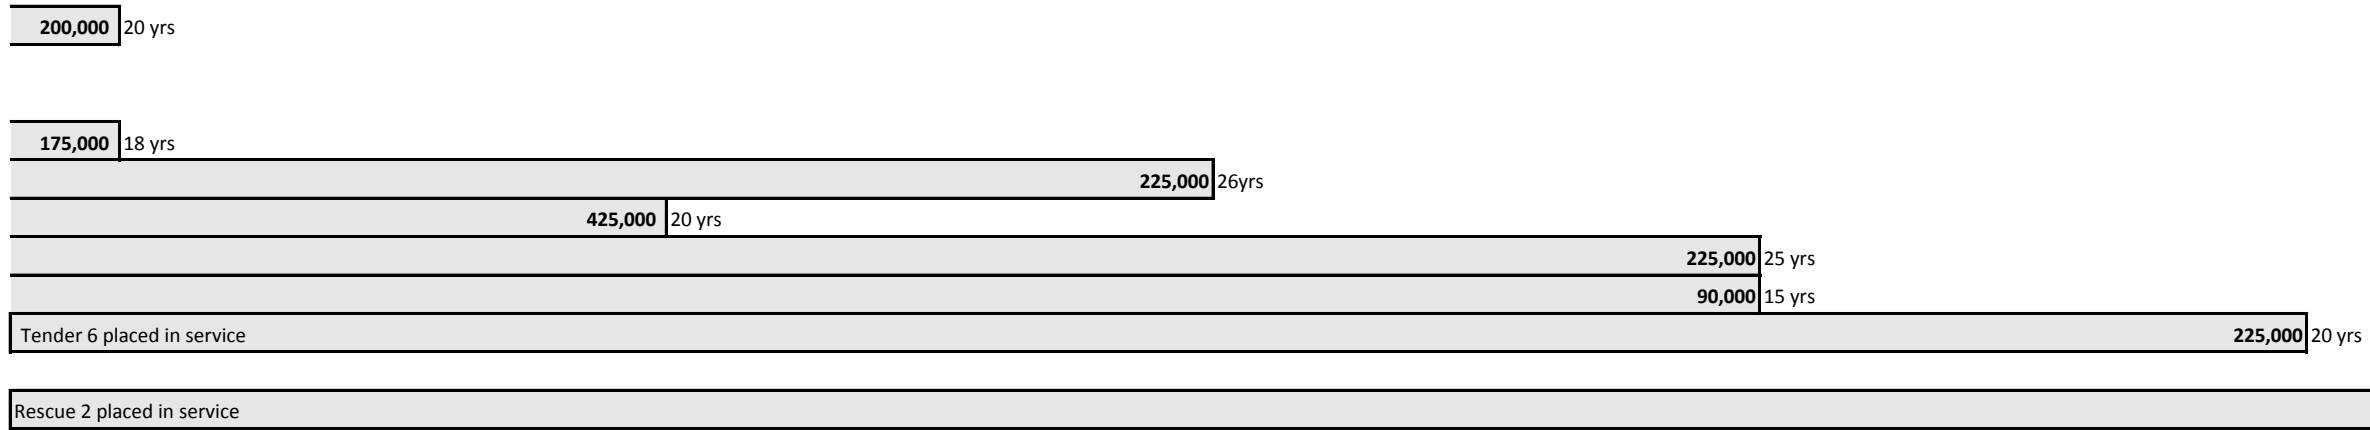 200,000 20 yrs
175,000 18 yrs
225,000 26yrs
425,000 20 yrs
225,000 25 yrs
90,000 15 yrs
Tender 6 placed in service 225,000 20 yrs
Rescue 2 placed in service